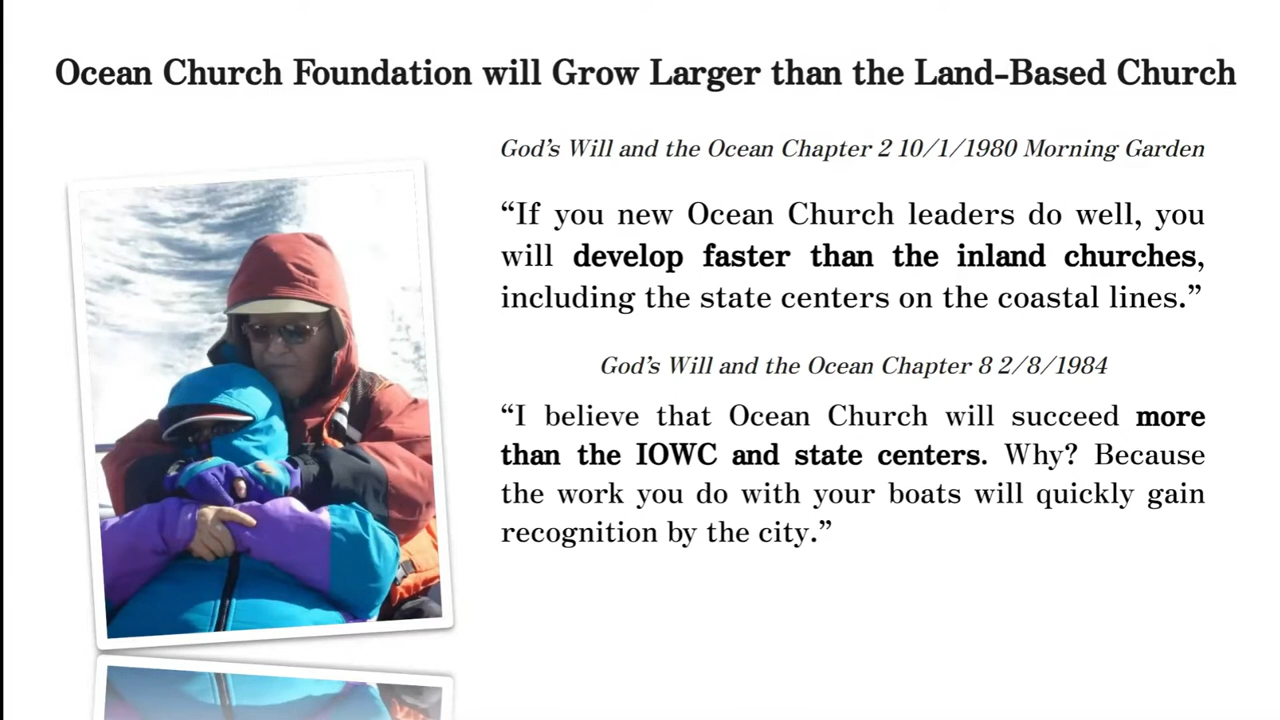 Ocean Church Foundation will Grow Larger than the Land-Based Church
God's Will and the Ocean Chapter 2 10/1/1980 Morning Garden
“If you new Ocean Church leaders do well, you
will develop faster than the inland churches,
including the state centers on the coastal lines.”
God's Will and the Ocean Chapter 8 2/8/1984
“I believe that Ocean Church will succeed more
than the IOWC and state centers. Why? Because
the work you do with your boats will quickly gain
recognition by the city.”